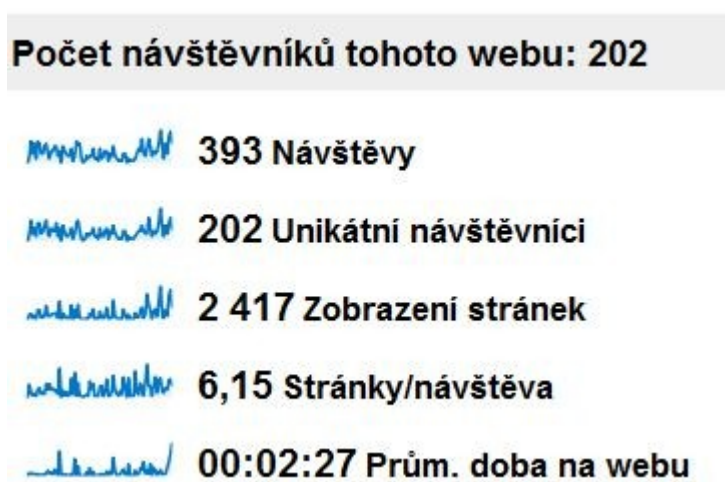 Počet návštěvníků tohoto webu: 202
393 Návštěvy
202 Unikátní návštěvníci
2 417 Zobrazení stránek
6,15 Stránky/návštěva
00:02:27 Prům. doba na webu